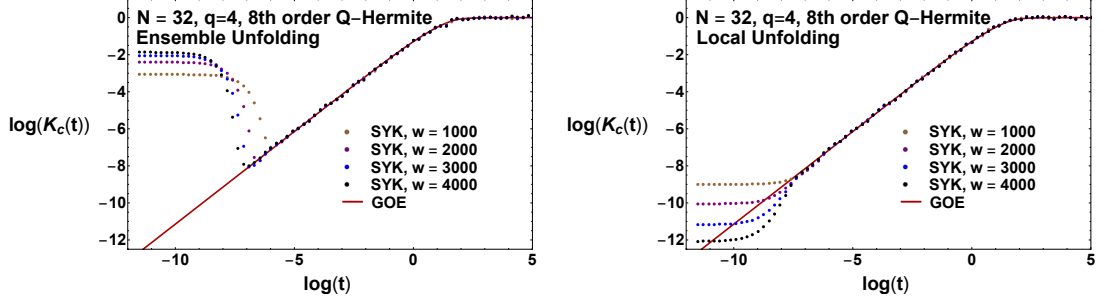 N = 32, q=4, 8th order Q−Hermite
Ensemble Unfolding
0
−2
−4
−6
−8
−10
−12
log(Kc(t))
SYK, w = 1000
SYK, w = 2000
SYK, w = 3000
SYK, w = 4000
GOE
−10 −5 0 5
log(t)
N = 32, q=4, 8th order Q−Hermite
Local Unfolding
0
−2
−4
−6
−8
−10
−12
log(Kc(t))
SYK, w = 1000
SYK, w = 2000
SYK, w = 3000
SYK, w = 4000
GOE
−10 −5 0 5
log(t)